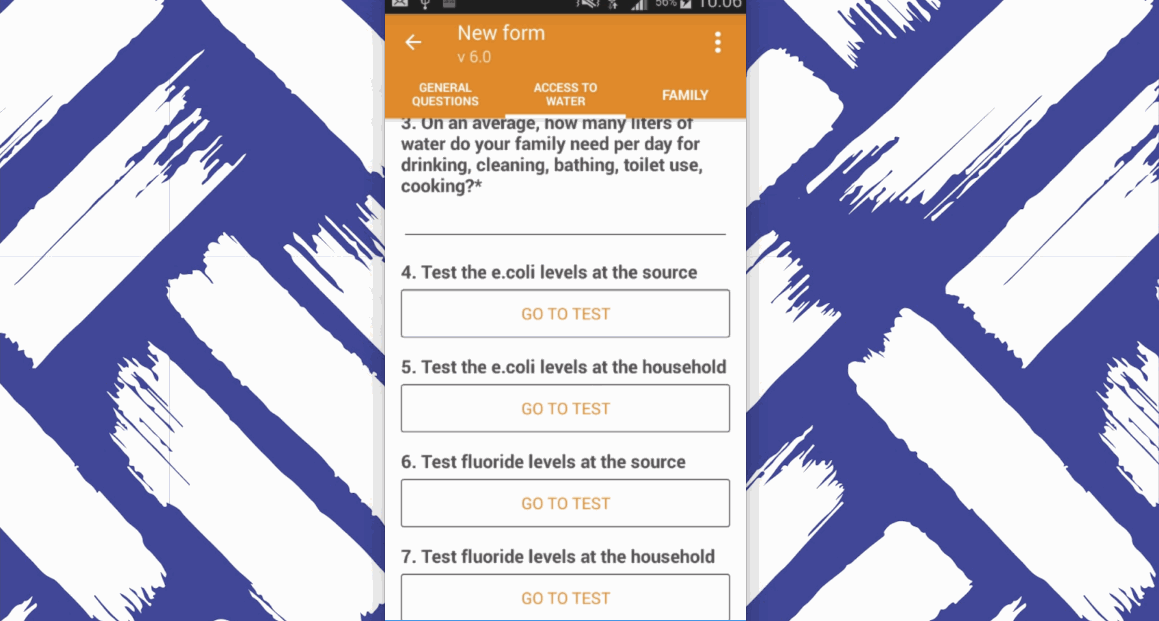 56% 10:06
New form
v 6.0
GENERAL
QUESTIONS
ACCESS TO
WATER
FAMILY
3. On an average, how many liters of
water do your family need per day for
drinking, cleaning, bathing, toilet use,
cooking?*
4. Test the e.coli levels at the source
GO TO TEST
5. Test the e.coli levels at the household
GO TO TEST
6. Test fluoride levels at the source
GO TO TEST
7. Test fluoride levels at the household
GO TO TEST